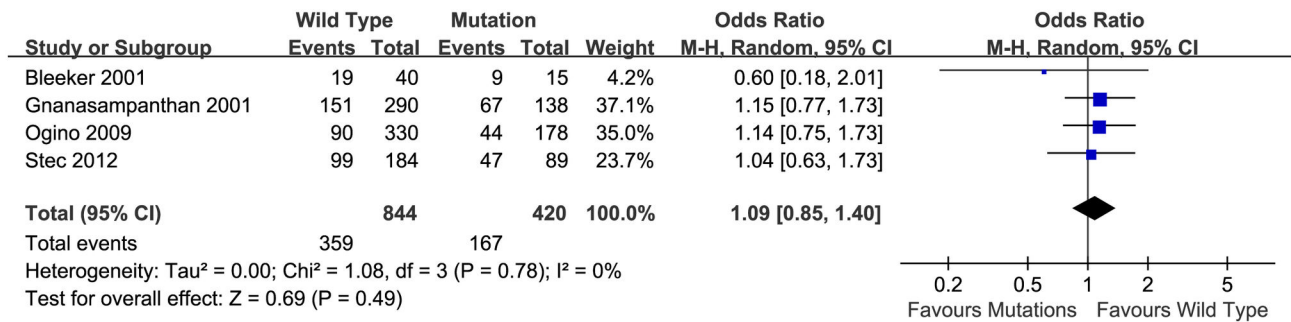 Wild Type Mutation Odds Ratio Odds Ratio
Study or Subgroup Events Total Events Total Weight M-H, Random, 95% CI M-H, Random, 95% CI
Bleeker 2001 19 40 9 15 4.2% 0.60 [0.18, 2.01]
Gnanasampanthan 2001 151 290 67 138 37.1% 1.15 [0.77, 1.73]
Ogino 2009 90 330 44 178 35.0% 1.14 [0.75, 1.73]
Stec 2012 99 184 47 89 23.7% 1.04 [0.63, 1.73]
Total (95% CI) 844 420 100.0% 1.09 [0.85, 1.40]
Total events 359 167
Heterogeneity: Tau² = 0.00; Chi² = 1.08, df = 3 (P = 0.78); I² = 0%
Test for overall effect: Z = 0.69 (P = 0.49)
0.2 0.5 1 2 5
Favours Mutations Favours Wild Type